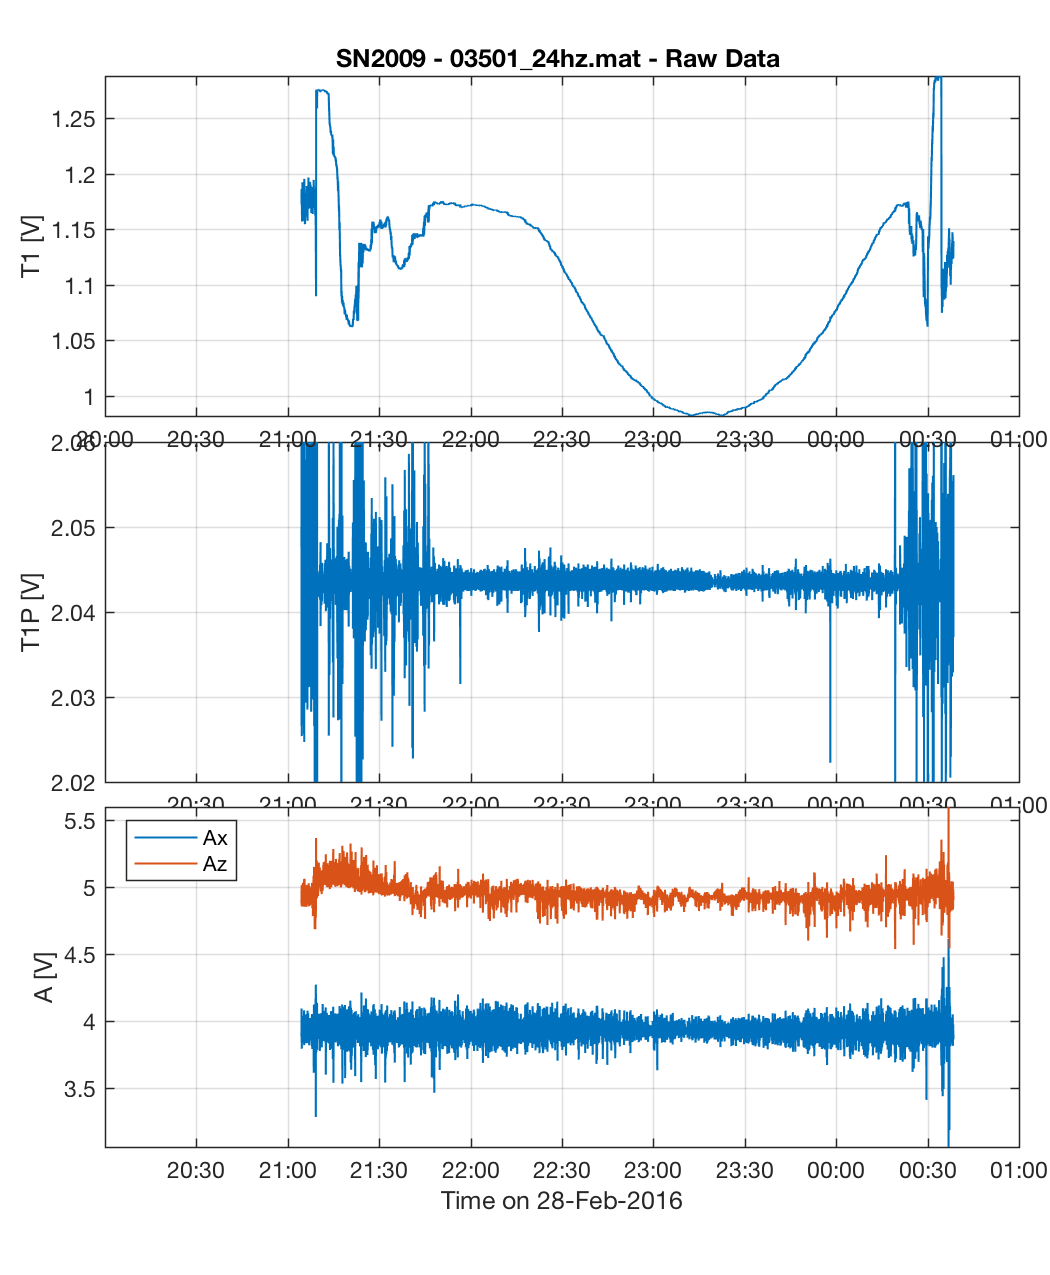 SN2009 - 03501_24hz.mat - Raw Data
T1 [V]
1.25
1.2
1.15
1.1
1.05
1
20:00 20:30 21:00 21:30 22:00 22:30 23:00 23:30 00:00 00:30 01:00
T1P [V]
2.06
2.05
2.04
2.03
2.02
20:30 21:00 21:30 22:00 22:30 23:00 23:30 00:00 00:30 01:00
A [V]
5.5
5
4.5
4
3.5
Ax
Az
20:30 21:00 21:30 22:00 22:30 23:00 23:30 00:00 00:30 01:00
Time on 28-Feb-2016